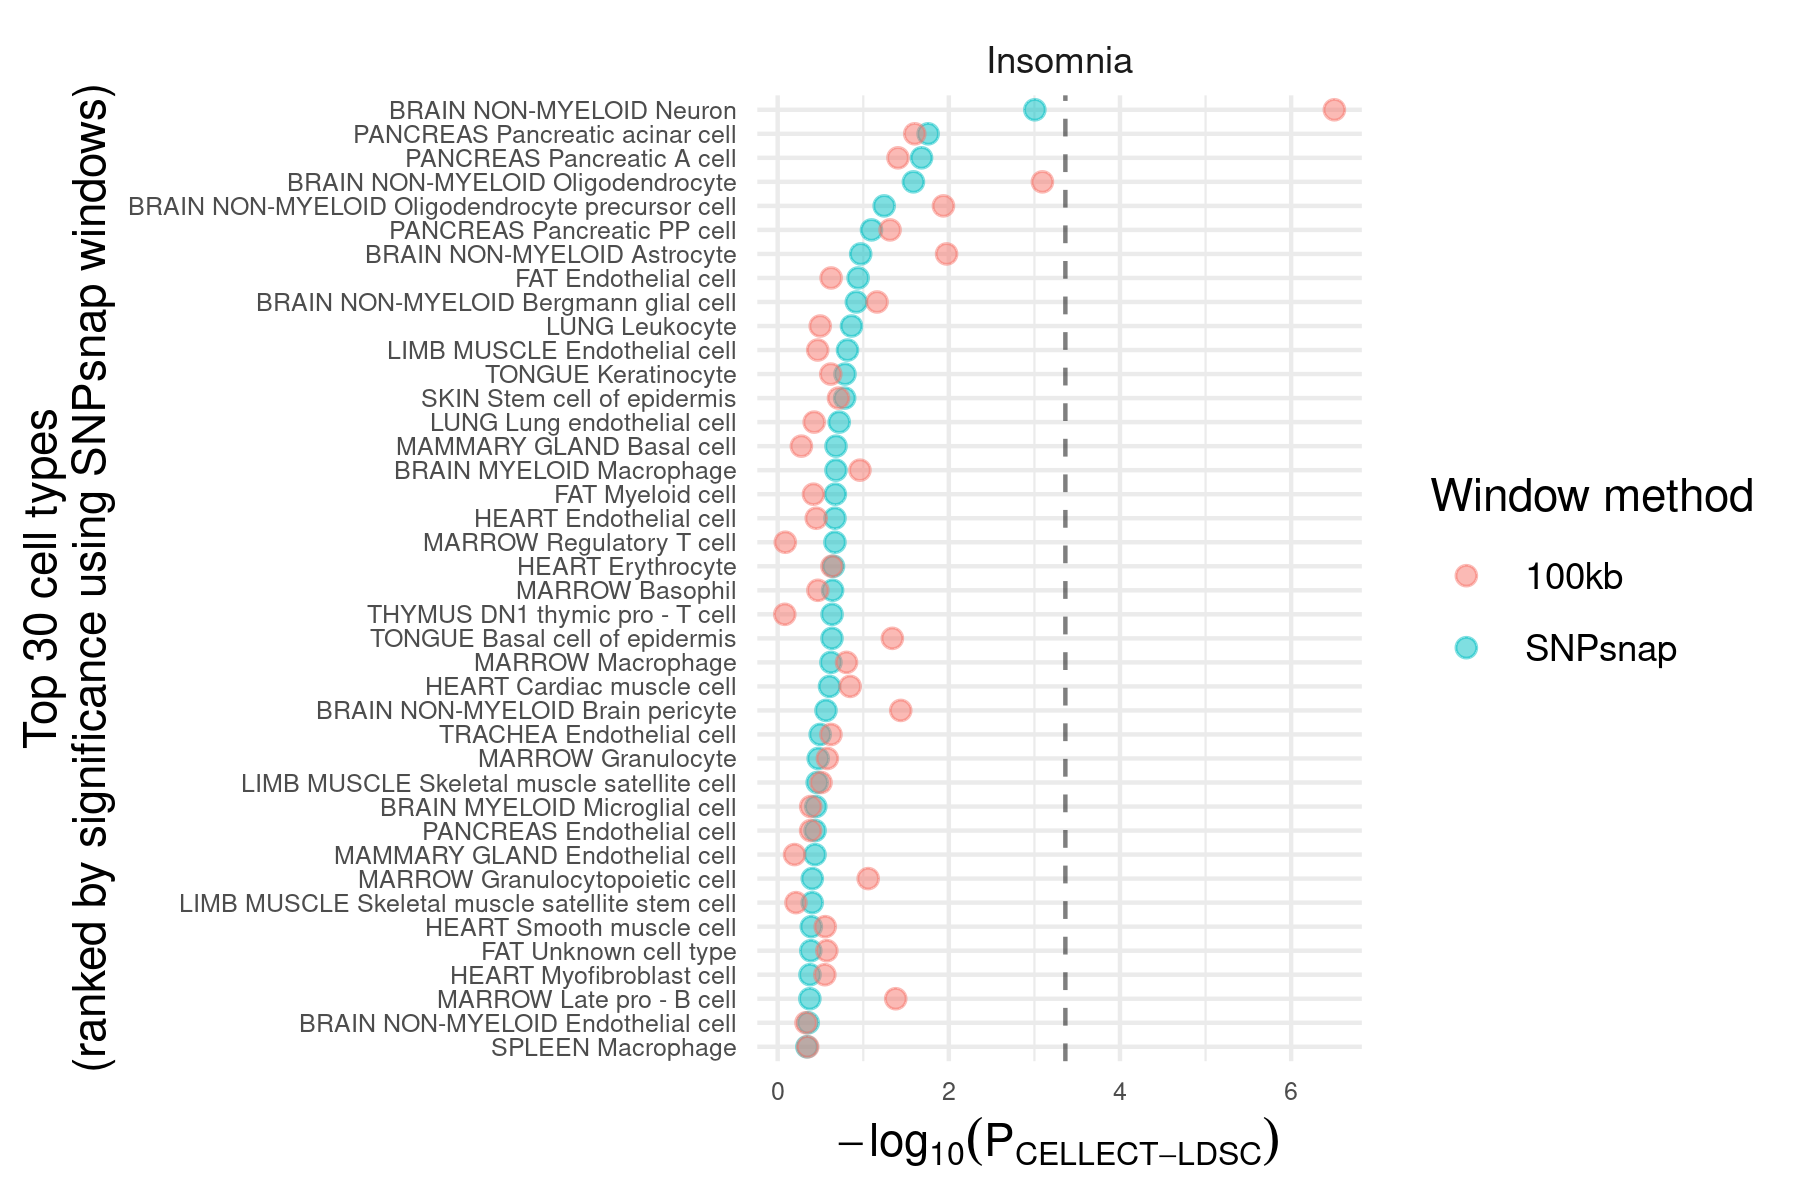 Insomnia
Top 30 cell types
(ranked by significance using SNPsnap windows)
BRAIN NON-MYELOID Neuron
PANCREAS Pancreatic acinar cell
PANCREAS Pancreatic A cell
BRAIN NON-MYELOID Oligodendrocyte
BRAIN NON-MYELOID Oligodendrocyte precursor cell
PANCREAS Pancreatic PP cell
BRAIN NON-MYELOID Astrocyte
FAT Endothelial cell
BRAIN NON-MYELOID Bergmann glial cell
LUNG Leukocyte
LIMB MUSCLE Endothelial cell
TONGUE Keratinocyte
SKIN Stem cell of epidermis
LUNG Lung endothelial cell
MAMMARY GLAND Basal cell
BRAIN MYELOID Macrophage
FAT Myeloid cell
HEART Endothelial cell
MARROW Regulatory T cell
HEART Erythrocyte
MARROW Basophil
THYMUS DN1 thymic pro - T cell
TONGUE Basal cell of epidermis
MARROW Macrophage
HEART Cardiac muscle cell
BRAIN NON-MYELOID Brain pericyte
TRACHEA Endothelial cell
MARROW Granulocyte
LIMB MUSCLE Skeletal muscle satellite cell
BRAIN MYELOID Microglial cell
PANCREAS Endothelial cell
MAMMARY GLAND Endothelial cell
MARROW Granulocytopoietic cell
LIMB MUSCLE Skeletal muscle satellite stem cell
HEART Smooth muscle cell
FAT Unknown cell type
HEART Myofibroblast cell
MARROW Late pro - B cell
BRAIN NON-MYELOID Endothelial cell
SPLEEN Macrophage
0 2 4 6
−log10(PCELLECT−LDSC)
Window method
100kb
SNPsnap